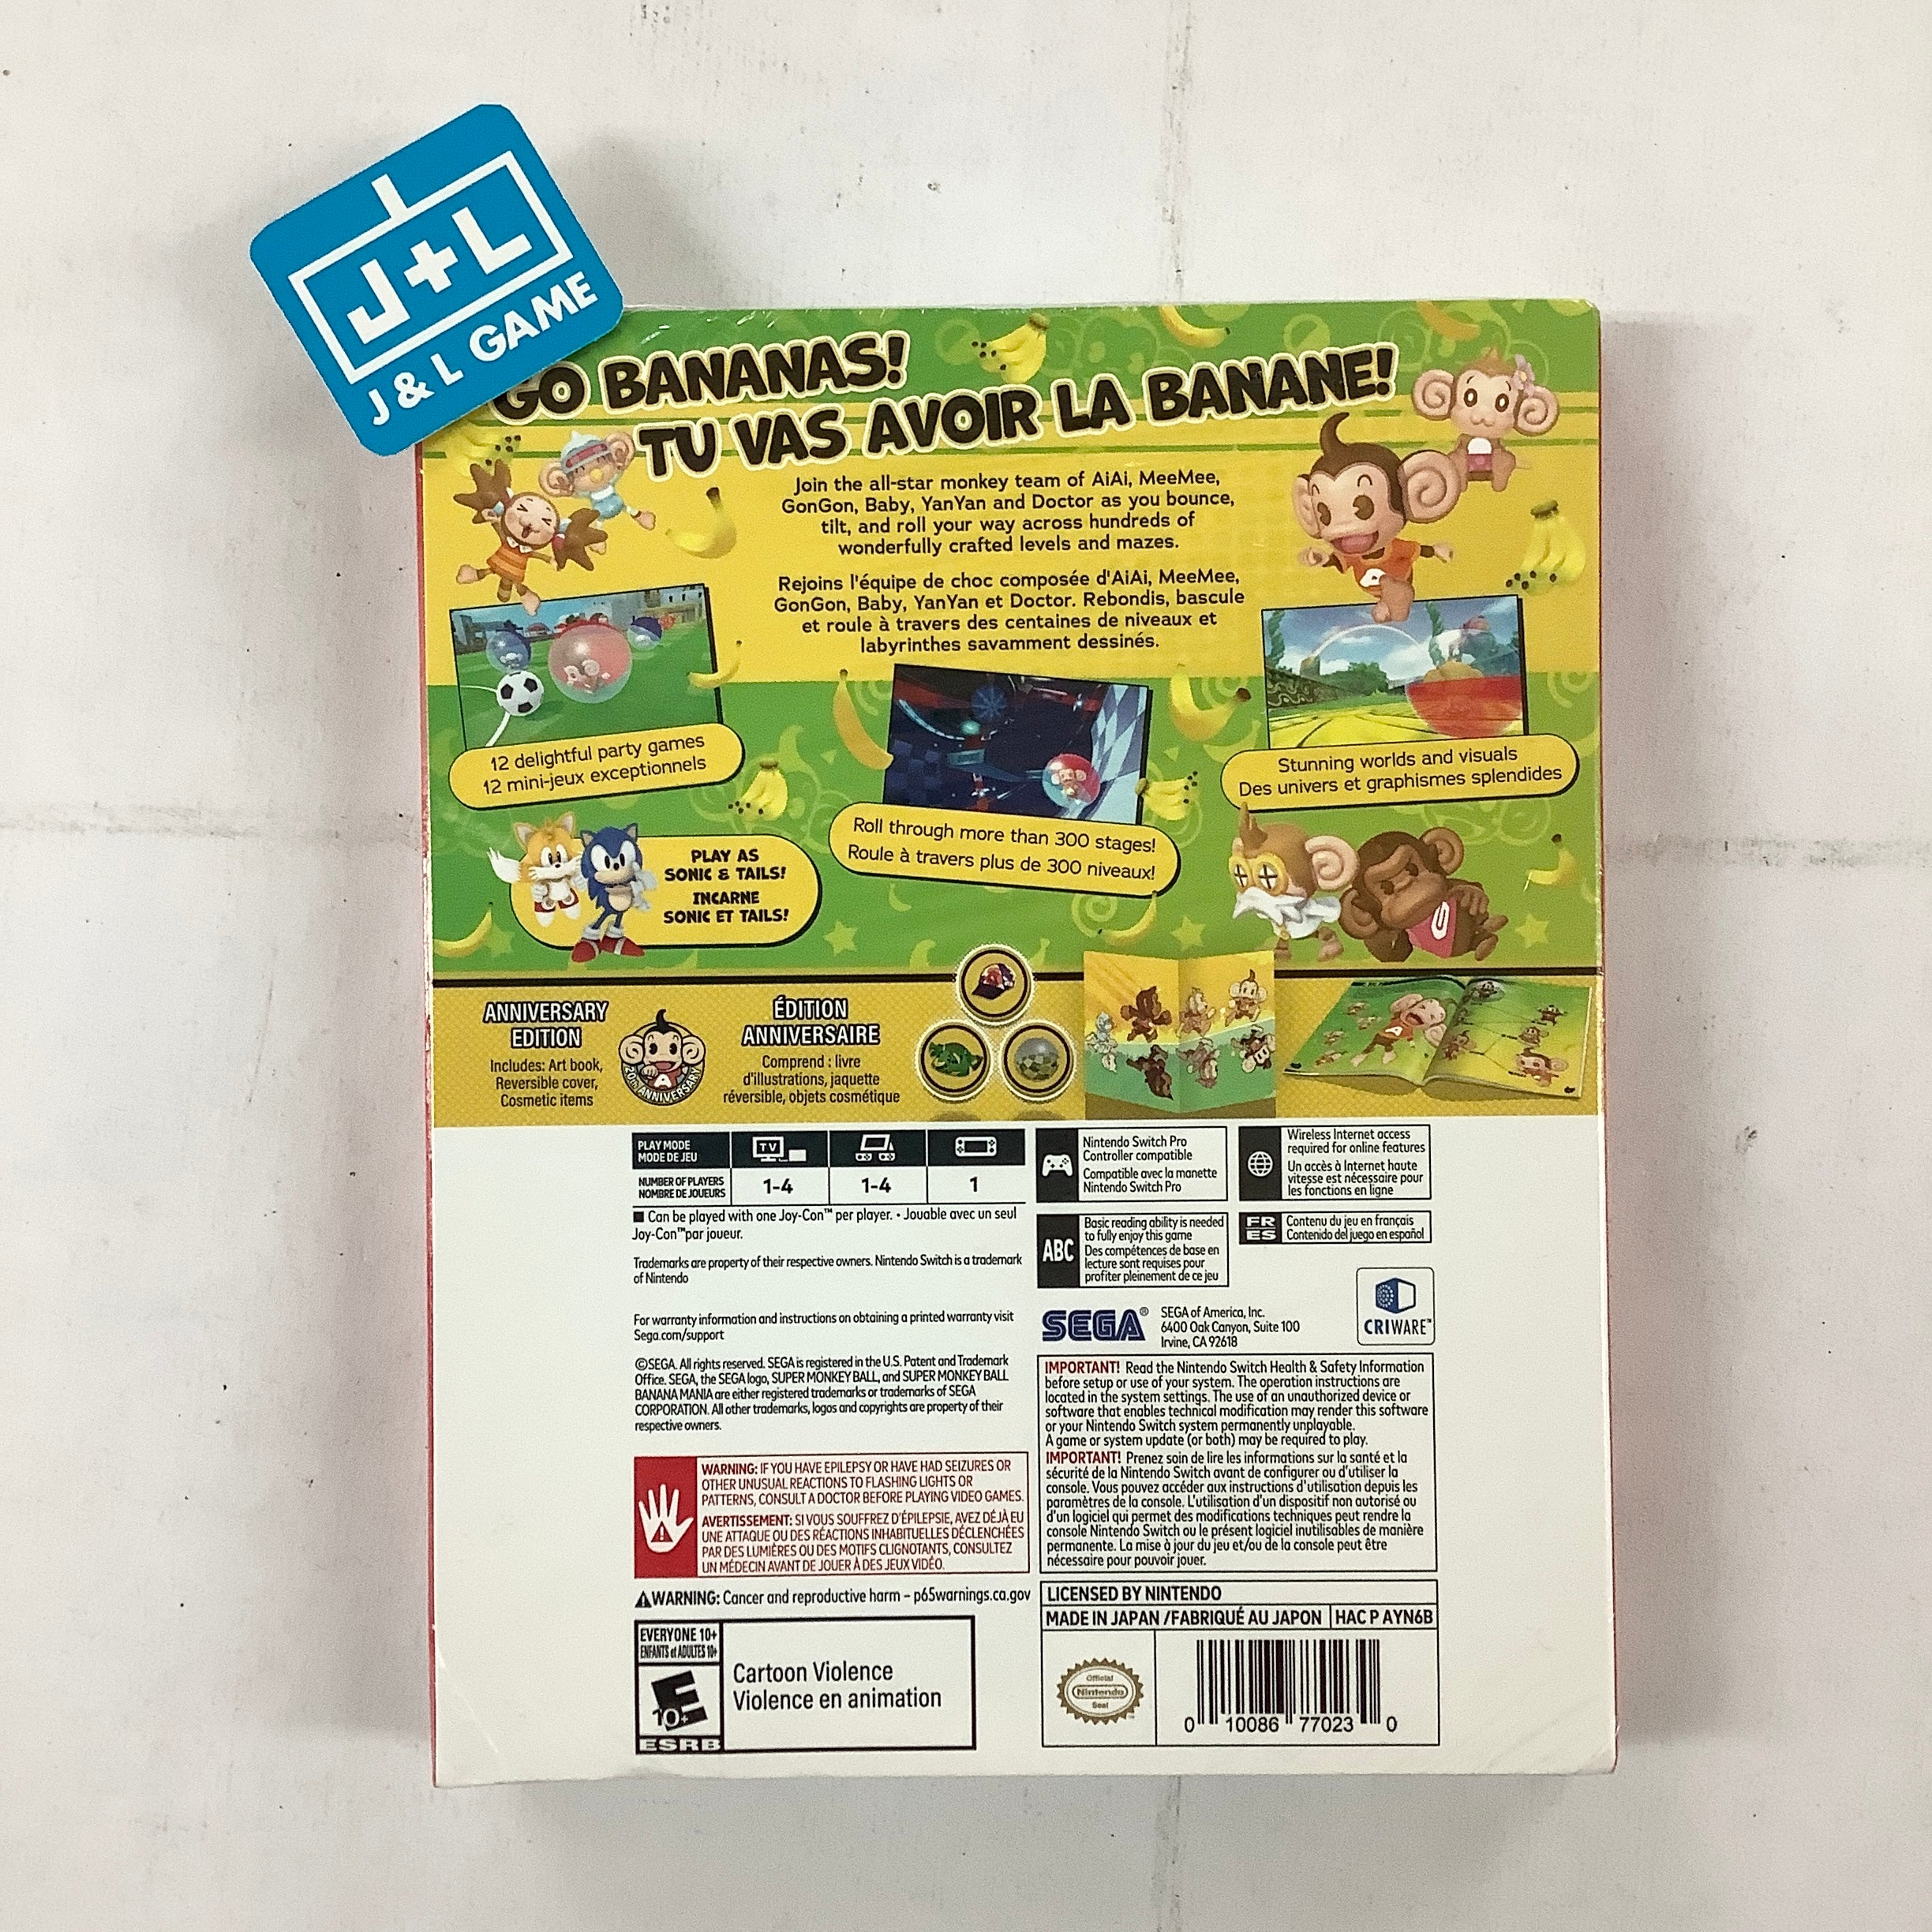 J+L
J & L GAME
GO BANANAS!
TU VAS AVOIR LA BANANE!
Join the all-star monkey team of AiAi, MeeMee,
GonGon, Baby, YanYan and Doctor as you bounce,
tilt, and roll your way across hundreds of
wonderfully crafted levels and mazes.
Rejoins l'équipe de choc composée d'AiAi, MeeMee,
GonGon, Baby, YanYan et Doctor. Rebondis, bascule
et roule à travers des centaines de niveaux et
labyrinthes savamment dessinés.
12 delightful party games
12 mini-jeux exceptionnels
Roll through more than 300 stages!
Roule à travers plus de 300 niveaux!
Stunning worlds and visuals
Des univers et graphismes splendides
PLAY AS
SONIC & TAILS!
INCARNE
SONIC ET TAILS!
ANNIVERSARY
EDITION
Includes: Art book,
Reversible cover,
Cosmetic items
20TH ANNIVERSARY
ÉDITION
ANNIVERSAIRE
Comprend : livre
d'illustrations, jaquette
réversible, objets cosmétique
PLAY MODE
MODE DE JEU
TV
NUMBER OF PLAYERS
NOMBRE DE JOUEURS
1-4
1-4
1
■ Can be played with one Joy-Con™ per player. • Jouable avec un seul
Joy-Con™par joueur.
Trademarks are property of their respective owners. Nintendo Switch is a trademark
of Nintendo
For warranty information and instructions on obtaining a printed warranty visit
Sega.com/support
©SEGA. All rights reserved. SEGA is registered in the U.S. Patent and Trademark
Office. SEGA, the SEGA logo, SUPER MONKEY BALL, and SUPER MONKEY BALL
BANANA MANIA are either registered trademarks or trademarks of SEGA
CORPORATION. All other trademarks, logos and copyrights are property of their
respective owners.
WARNING: IF YOU HAVE EPILEPSY OR HAVE HAD SEIZURES OR
OTHER UNUSUAL REACTIONS TO FLASHING LIGHTS OR
PATTERNS, CONSULT A DOCTOR BEFORE PLAYING VIDEO GAMES.
AVERTISSEMENT: SI VOUS SOUFFREZ D'ÉPILEPSIE, AVEZ DÉJÀ EU
UNE ATTAQUE OU DES RÉACTIONS INHABITUELLES DÉCLENCHÉES
PAR DES LUMIÈRES OU DES MOTIFS CLIGNOTANTS, CONSULTEZ
UN MÉDECIN AVANT DE JOUER À DES JEUX VIDÉO.
⚠WARNING: Cancer and reproductive harm – p65warnings.ca.gov
EVERYONE 10+
ENFANTS et ADULTES 10+
E
10+
ESRB
Cartoon Violence
Violence en animation
Nintendo Switch Pro
Controller compatible
Compatible avec la manette
Nintendo Switch Pro
Wireless Internet access
required for online features
Un accès à Internet haute
vitesse est nécessaire pour
les fonctions en ligne
ABC
Basic reading ability is needed
to fully enjoy this game
Des compétences de base en
lecture sont requises pour
profiter pleinement de ce jeu
FR
ES
Contenu du jeu en français
Contenido del juego en español
SEGA®
SEGA of America, Inc.
6400 Oak Canyon, Suite 100
Irvine, CA 92618
CRIWARE™
IMPORTANT! Read the Nintendo Switch Health & Safety Information
before setup or use of your system. The operation instructions are
located in the system settings. The use of an unauthorized device or
software that enables technical modification may render this software
or your Nintendo Switch system permanently unplayable.
A game or system update (or both) may be required to play.
IMPORTANT! Prenez soin de lire les informations sur la santé et la
sécurité de la Nintendo Switch avant de configurer ou d'utiliser la
console. Vous pouvez accéder aux instructions d'utilisation depuis les
paramètres de la console. L'utilisation d'un dispositif non autorisé ou
d'un logiciel qui permet des modifications techniques peut rendre la
console Nintendo Switch ou le présent logiciel inutilisables de manière
permanente. La mise à jour du jeu et/ou de la console peut être
nécessaire pour pouvoir jouer.
LICENSED BY NINTENDO
MADE IN JAPAN /FABRIQUÉ AU JAPON
HAC P AYN6B
Official
Nintendo
Seal
0 10086 77023 0